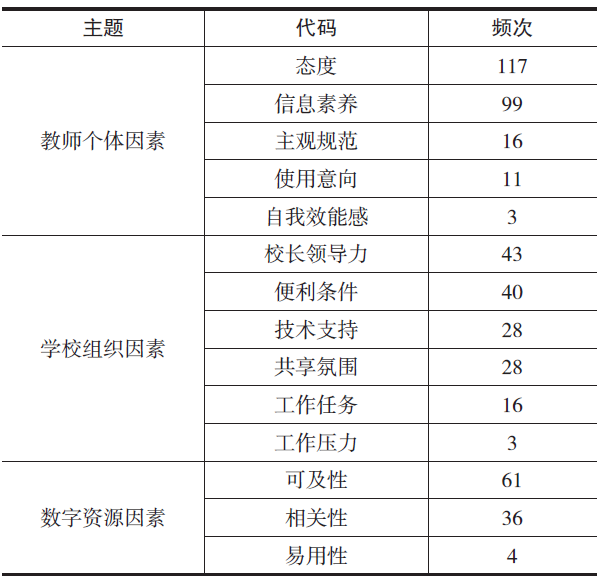 主题 代码 频次
教师个体因素 态度 117
信息素养 99
主观规范 16
使用意向 11
自我效能感 3
学校组织因素 校长领导力 43
便利条件 40
技术支持 28
共享氛围 28
工作任务 16
工作压力 3
数字资源因素 可及性 61
相关性 36
易用性 4